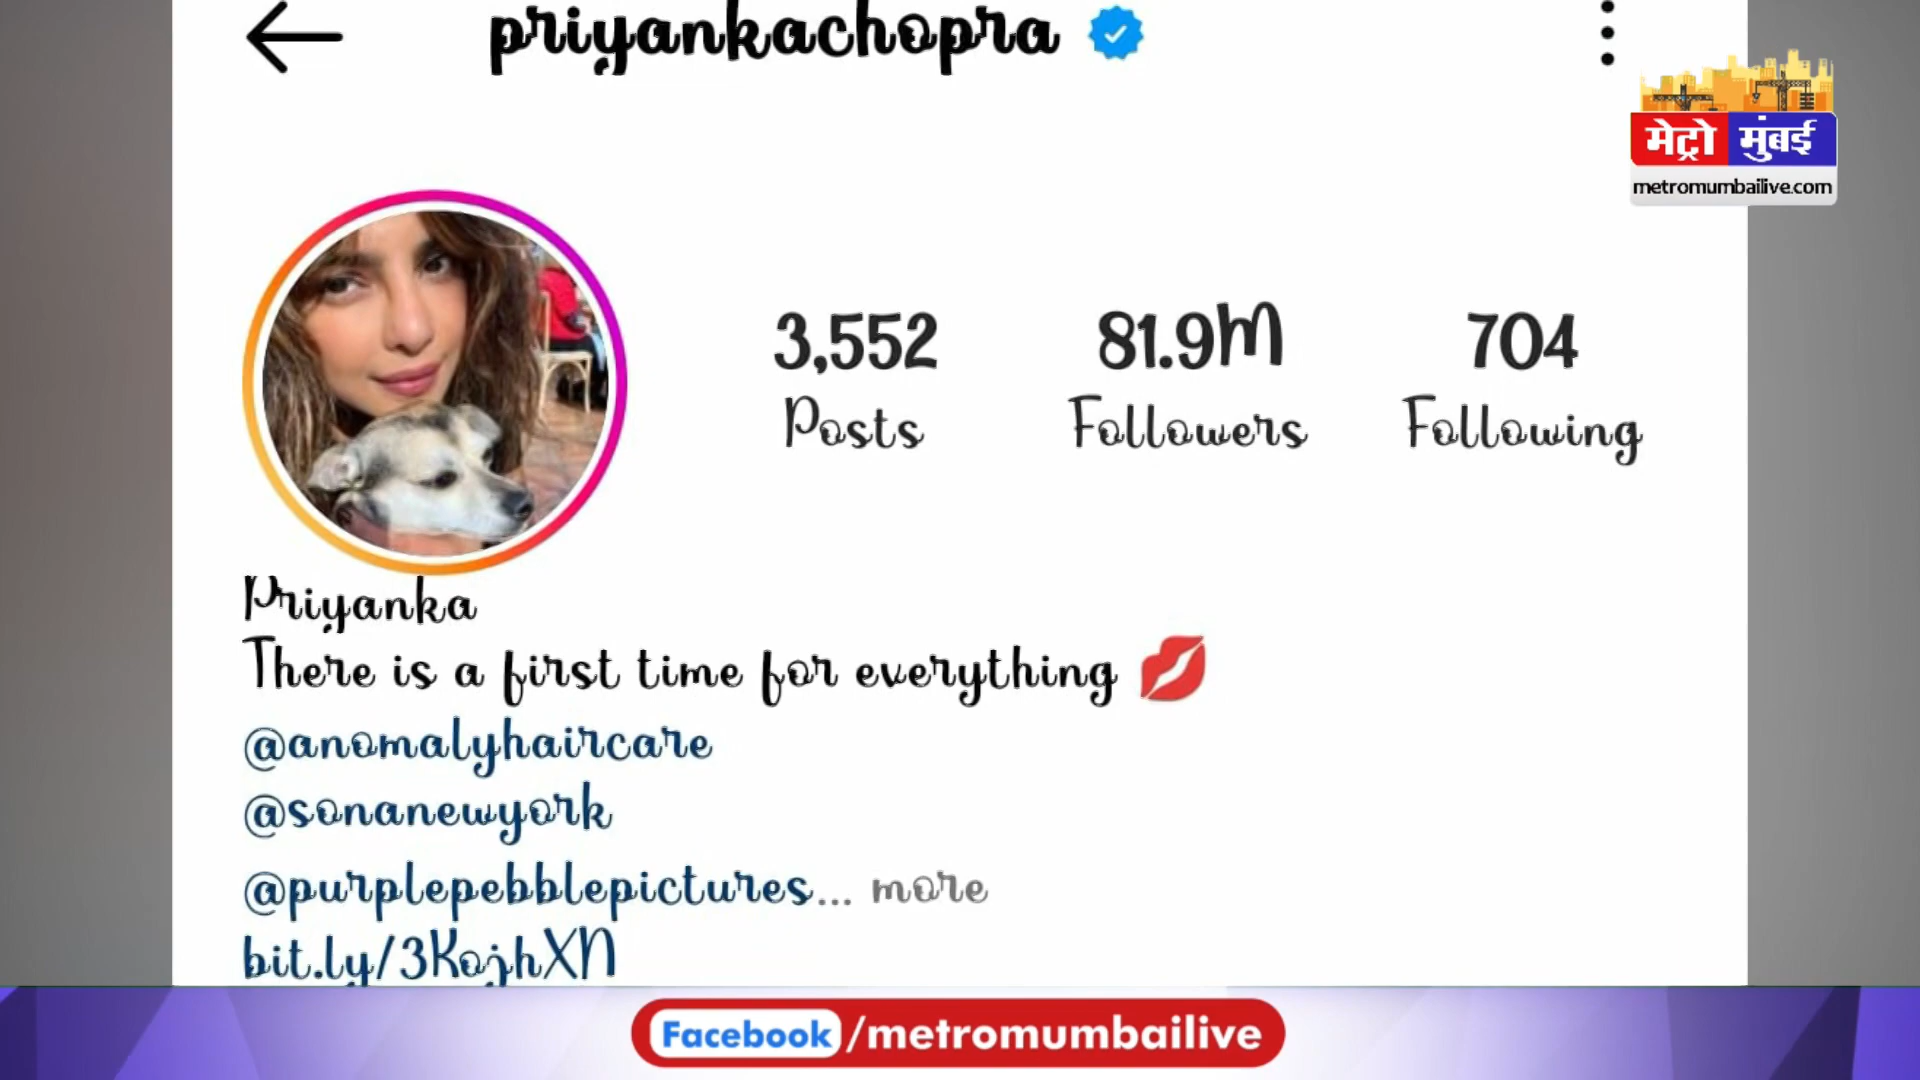 priyankachopra
मेट्रो मुंबई
metromumbailive.com
3,552 81.9M 704
Posts Followers Following
Priyanka
There is a first time for everything 💋
@anomalyhaircare
@sonanewyork
@purplepebblepictures... more
bit.ly/3KojhXN
Facebook /metromumbailive